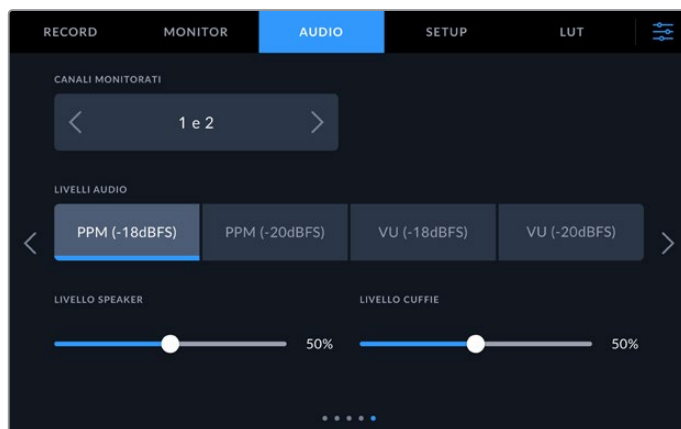 RECORD MONITOR AUDIO SETUP LUT
CANALI MONITORATI
1 e 2
LIVELLI AUDIO
PPM (-18dBFS) PPM (-20dBFS) VU (-18dBFS) VU (-20dBFS)
LIVELLO SPEAKER LIVELLO CUFFIE
50% 50%